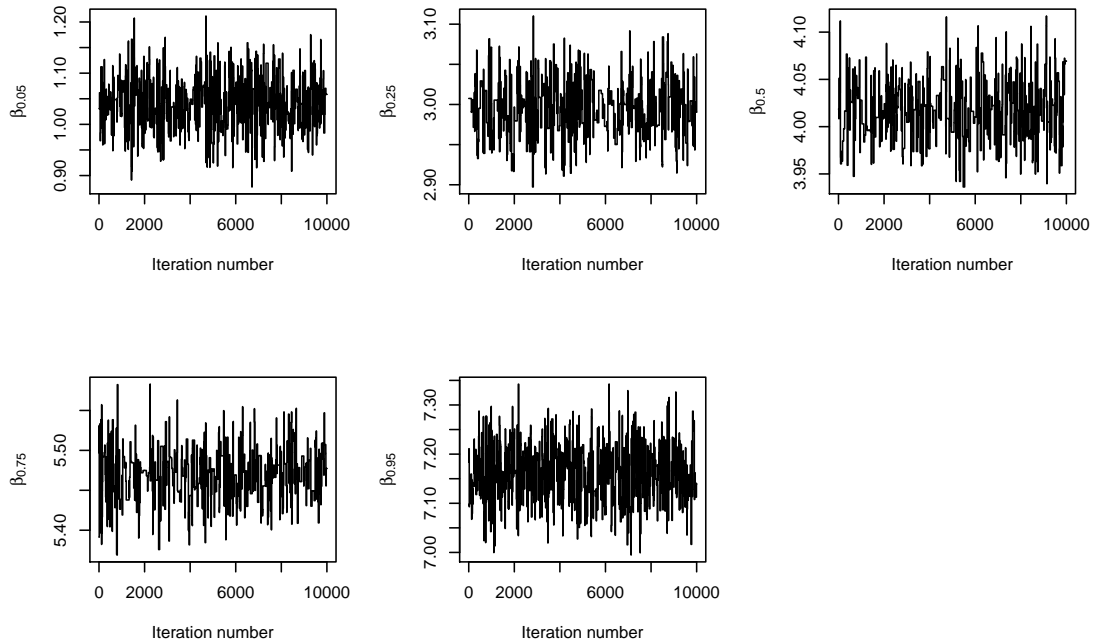 β0.05
0.90 1.00 1.10 1.20
0 2000 6000 10000
Iteration number
β0.25
2.90 3.00 3.10
0 2000 6000 10000
Iteration number
β0.5
3.95 4.00 4.05 4.10
0 2000 6000 10000
Iteration number
β0.75
5.40 5.50
0 2000 6000 10000
Iteration number
β0.95
7.00 7.10 7.20 7.30
0 2000 6000 10000
Iteration number